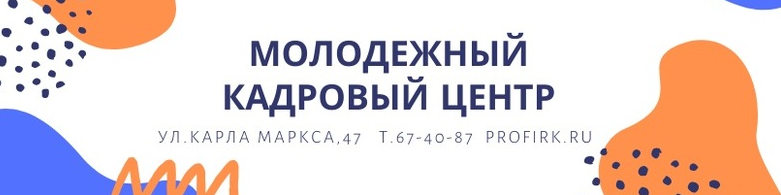 МОЛОДЕЖНЫЙ
КАДРОВЫЙ ЦЕНТР
УЛ.КАРЛА МАРКСА,47 Т.67-40-87 PROFIRK.RU